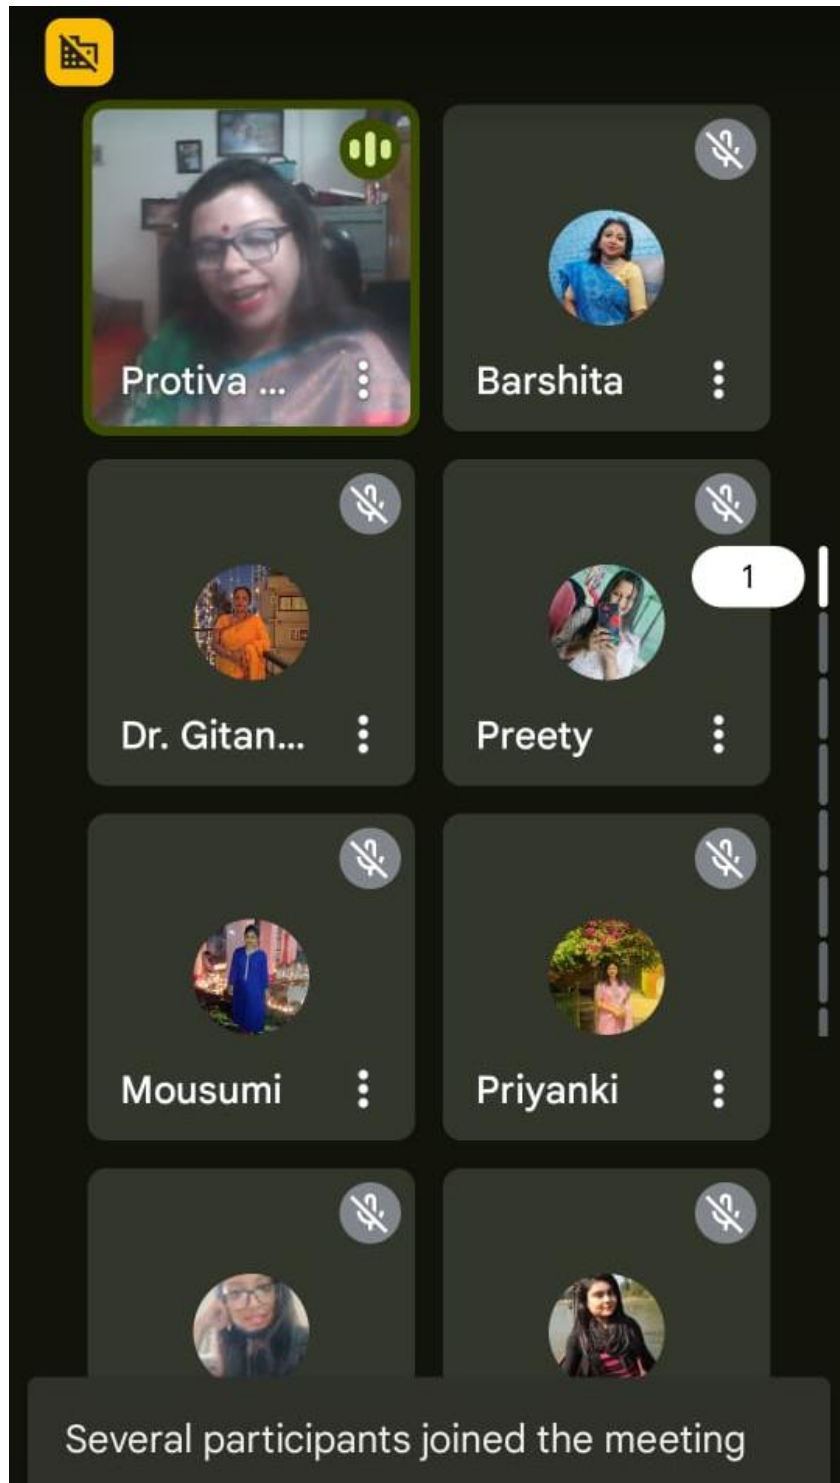 Protiva ...
Barshita
Dr. Gitan...
Preety
1
Mousumi
Priyanki
Several participants joined the meeting